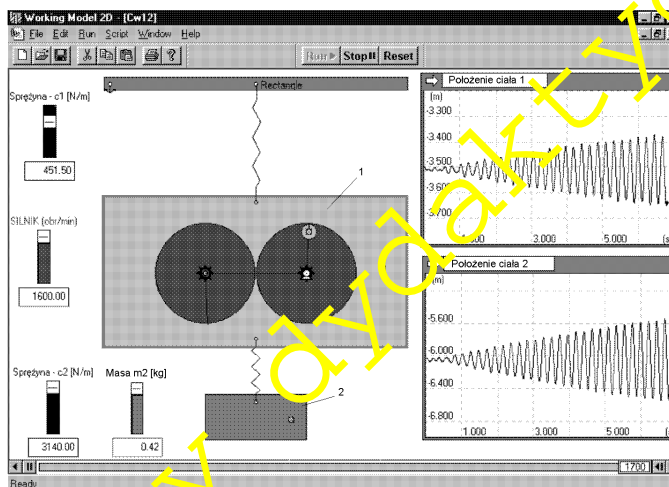 Working Model 2D - [Cw12]
File Edit Run Script Window Help
Run Stop Reset
Rectangle
Sprężyna - c1 [N/m]
451.50
SILNIK (obr/min)
1600.00
Sprężyna - c2 [N/m]
3140.00
Masa m2 [kg]
0.42
1
2
Położenie ciała 1
(m)
-3.300
-3.400
-3.500
-3.600
-3.700
3.000
5.000
(s
Położenie ciała 2
(m)
-5.600
-6.000
-6.400
-6.800
1.000
3.000
5.000
1700
Ready
y dydakty